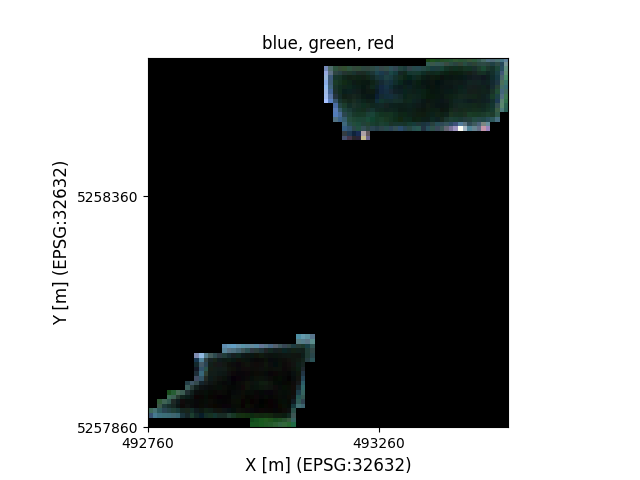 blue, green, red
Y [m] (EPSG:32632)
5258360
5257860
492760
493260
X [m] (EPSG:32632)